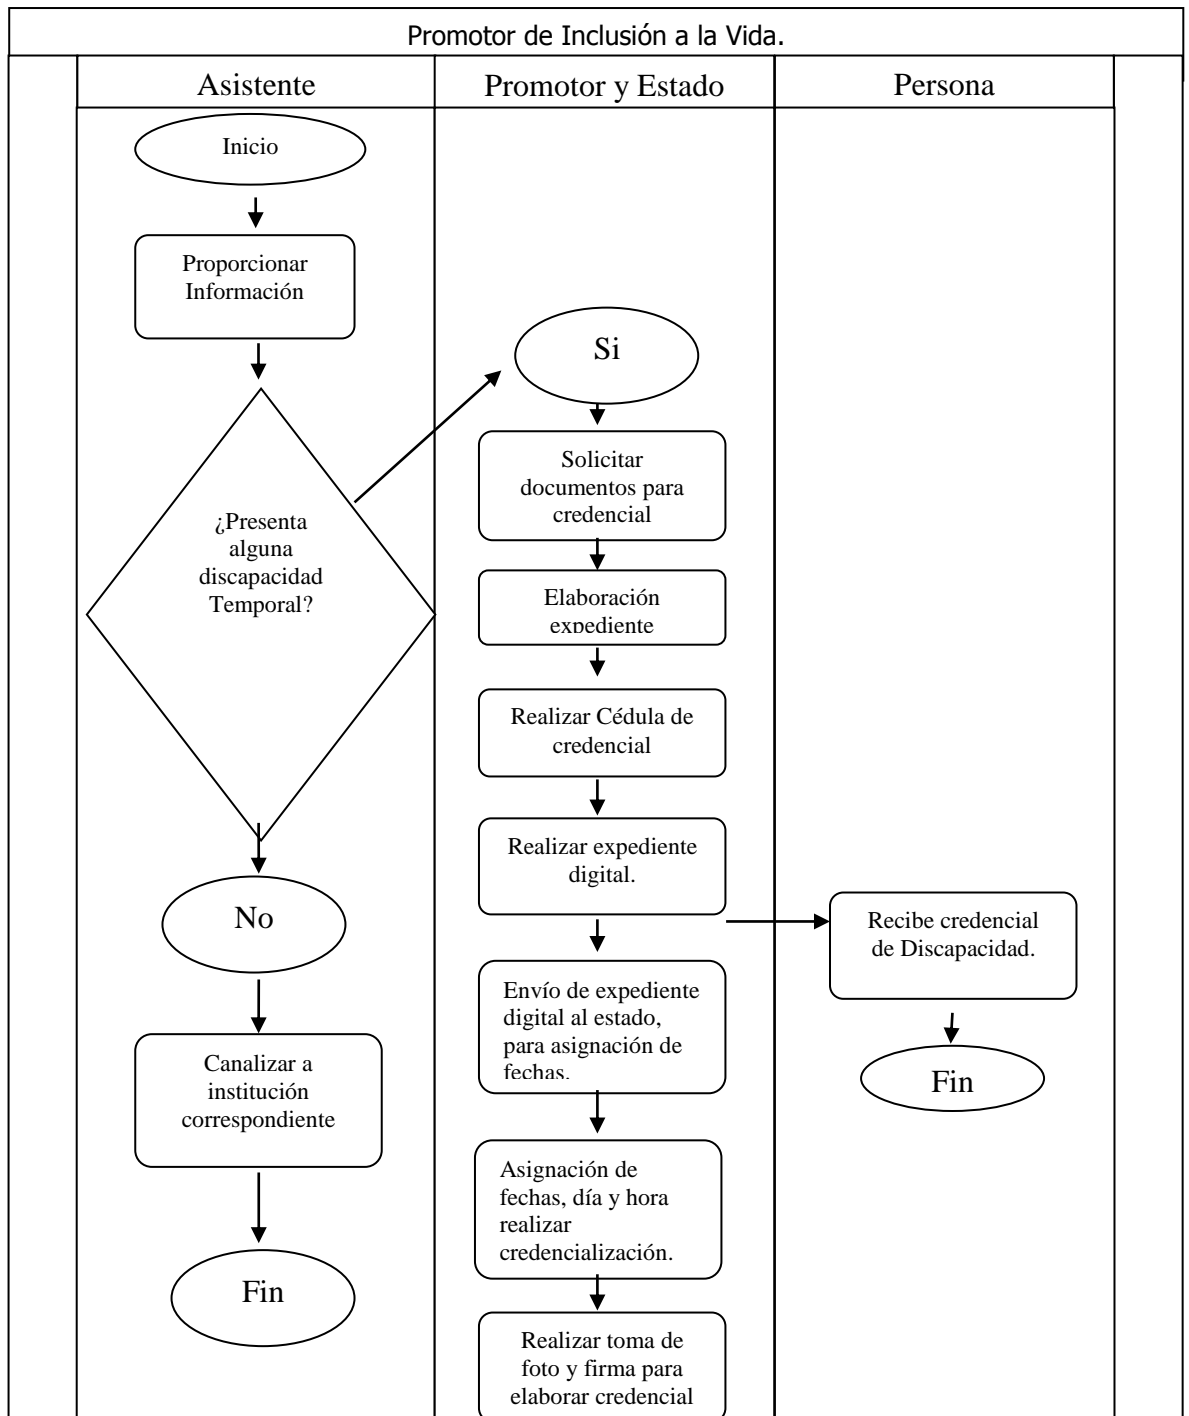 Promotor de Inclusión a la Vida.
Asistente
Promotor y Estado
Persona
Inicio
Proporcionar
Información
¿Presenta
alguna
discapacidad
Temporal?
No
Canalizar a
institución
correspondiente
Fin
Si
Solicitar
documentos para
credencial
Elaboración
expediente
Realizar Cédula de
credencial
Realizar expediente
digital.
Envío de expediente
digital al estado,
para asignación de
fechas.
Asignación de
fechas, día y hora
realizar
credencialización.
Realizar toma de
foto y firma para
elaborar credencial
Recibe credencial
de Discapacidad.
Fin